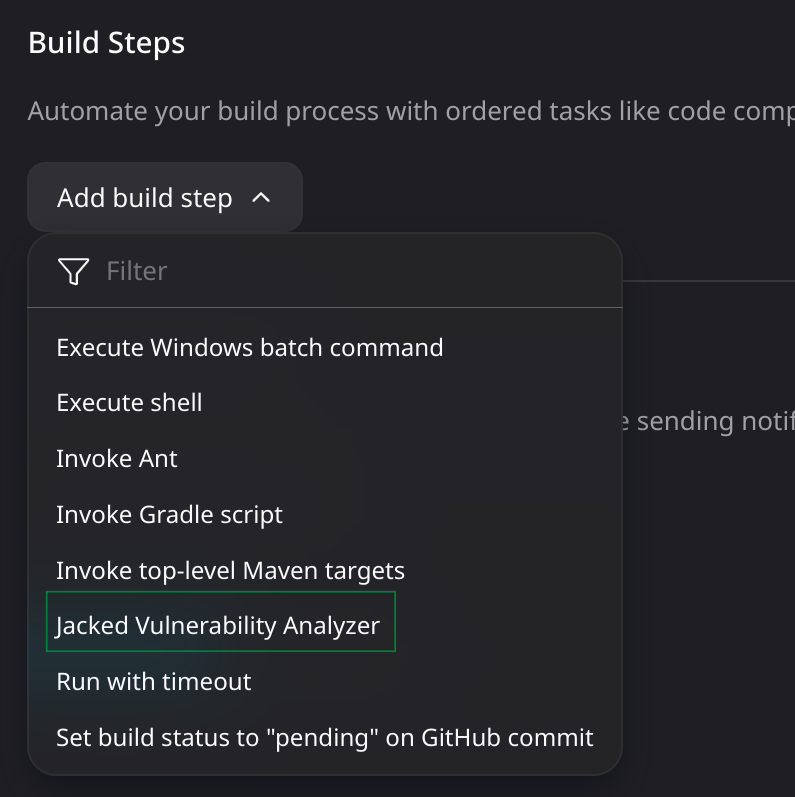 Build Steps
Automate your build process with ordered tasks like code comp
Add build step
Filter
Execute Windows batch command
Execute shell
e sending notif
Invoke Ant
Invoke Gradle script
Invoke top-level Maven targets
Jacked Vulnerability Analyzer
Run with timeout
Set build status to "pending" on GitHub commit